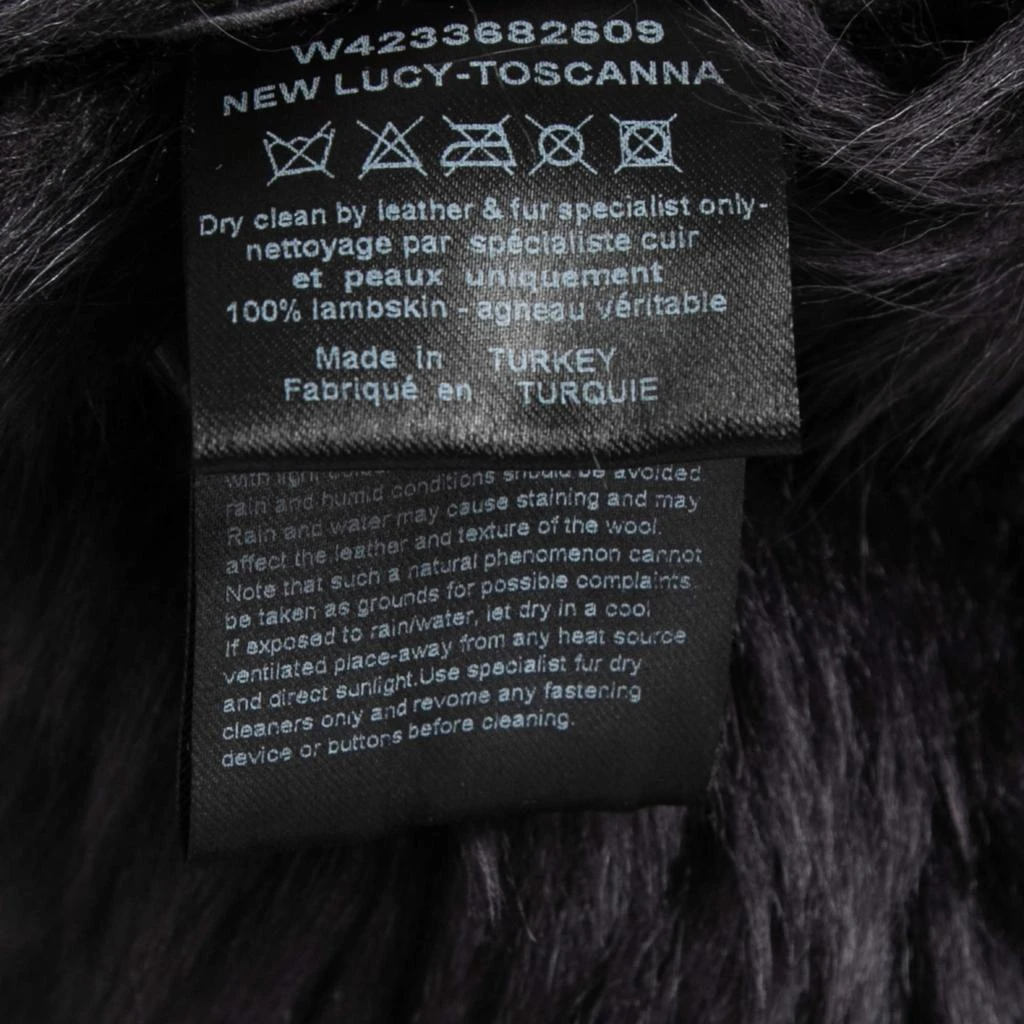 W4233682609
NEW LUCY-TOSCANNA
Dry clean by leather & fur specialist only-
nettoyage par spécialiste cuir
et peaux uniquement
100% lambskin - agneau véritable
Made in TURKEY
Fabriqué en TURQUIE
with light conditions should be avoided
rain and humid
Rain and water may cause staining and may
affect the leather and texture of the wool.
Note that such a natural phenomenon cannot
be taken as grounds for possible complaints.
If exposed to rain/water, let dry in a cool
ventilated place-away from any heat source
and direct sunlight.Use specialist fur dry
cleaners only and revome any fastening
device or buttons before cleaning.